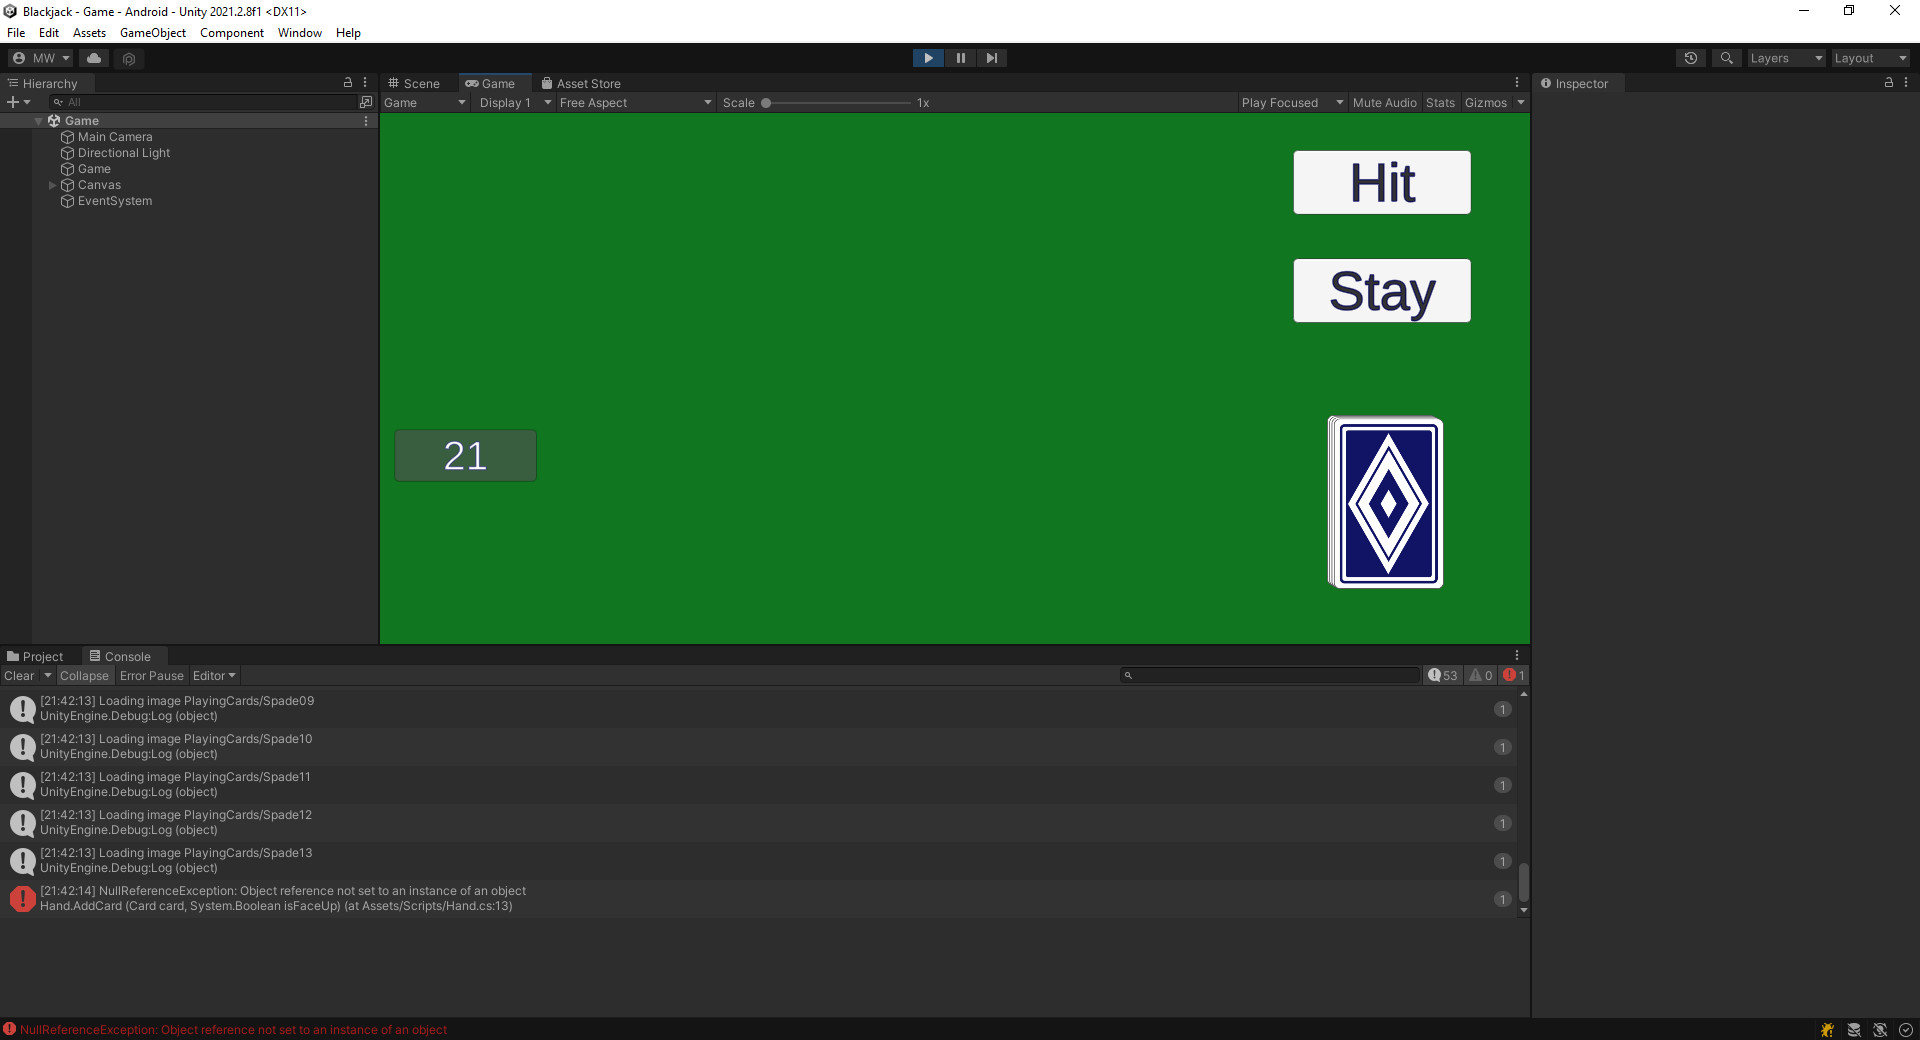 Blackjack - Game - Android - Unity 2021.2.8f1 <DX11>
File Edit Assets GameObject Component Window Help
MW
Layers Layout
Hierarchy
Scene Game Asset Store
Inspector
All
Game Display 1 Free Aspect Scale 1x Play Focused Mute Audio Stats Gizmos
Game
Main Camera
Directional Light
Game
Canvas
EventSystem
Hit
Stay
21
Project Console
Clear Collapse Error Pause Editor 53 0 1
[21:42:13] Loading image PlayingCards/Spade09
UnityEngine.Debug:Log (object)
1
[21:42:13] Loading image PlayingCards/Spade10
UnityEngine.Debug:Log (object)
1
[21:42:13] Loading image PlayingCards/Spade11
UnityEngine.Debug:Log (object)
1
[21:42:13] Loading image PlayingCards/Spade12
UnityEngine.Debug:Log (object)
1
[21:42:13] Loading image PlayingCards/Spade13
UnityEngine.Debug:Log (object)
1
[21:42:14] NullReferenceException: Object reference not set to an instance of an object
Hand.AddCard (Card card, System.Boolean isFaceUp) (at Assets/Scripts/Hand.cs:13)
1
NullReferenceException: Object reference not set to an instance of an object